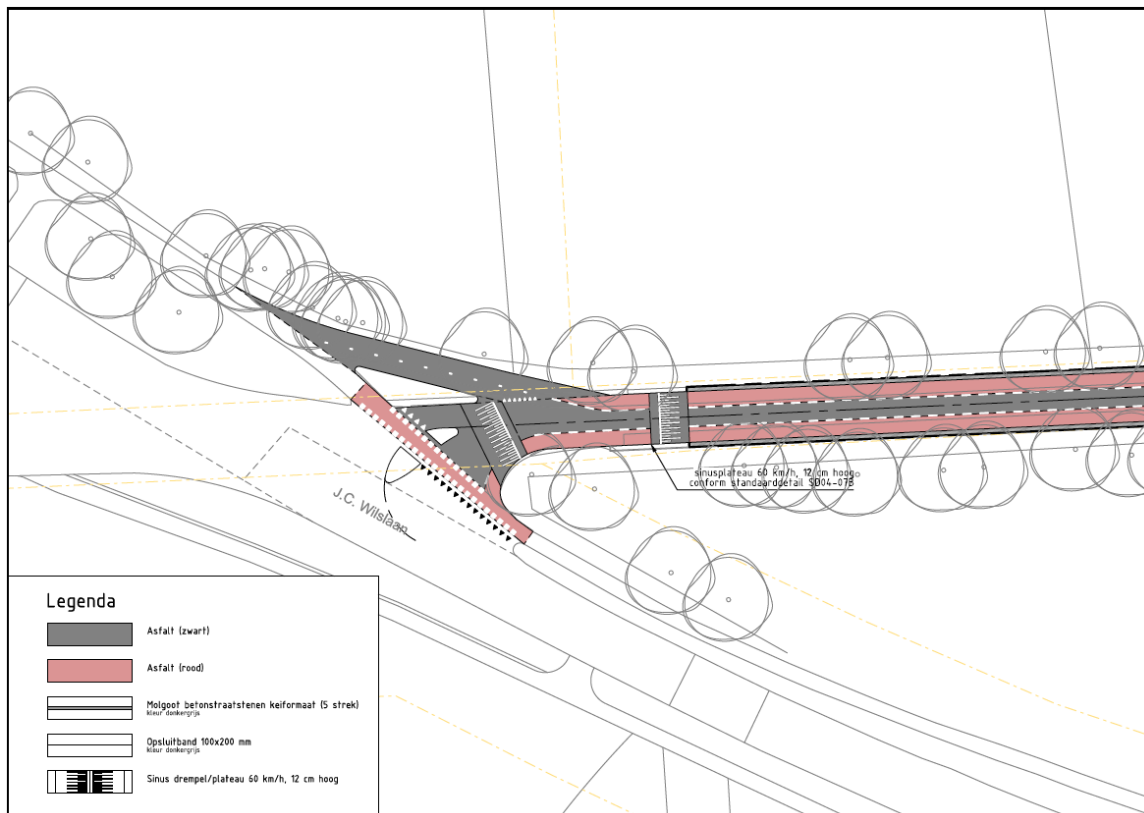 sinusplateau 60 km/h, 12 cm hoog
conform standaarddetail SD04-07B
J.C. Wilslaan
Legenda
Asfalt (zwart)
Asfalt (rood)
Molgoot betonstraatstenen keiformaat (5 strek)
kleur donkergrijs
Opsluitband 100x200 mm
kleur donkergrijs
Sinus drempel/plateau 60 km/h, 12 cm hoog